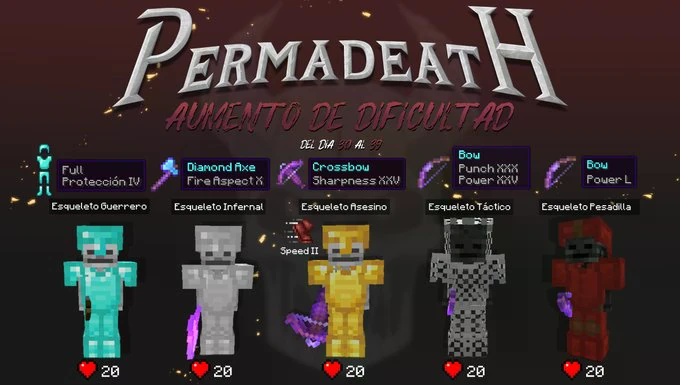 PERMADEATH
AUMENTO DE DIFICULTAD
DEL DIA 30 AL 39
Full
Protección IV
Diamond Axe
Fire Aspect X
Crossbow
Sharpness XXV
Bow
Punch XXX
Power XXV
Bow
Power L
Esqueleto Guerrero
Esqueleto Infernal
Esqueleto Asesino
Esqueleto Táctico
Esqueleto Pesadilla
Speed II
20
20
20
20
20